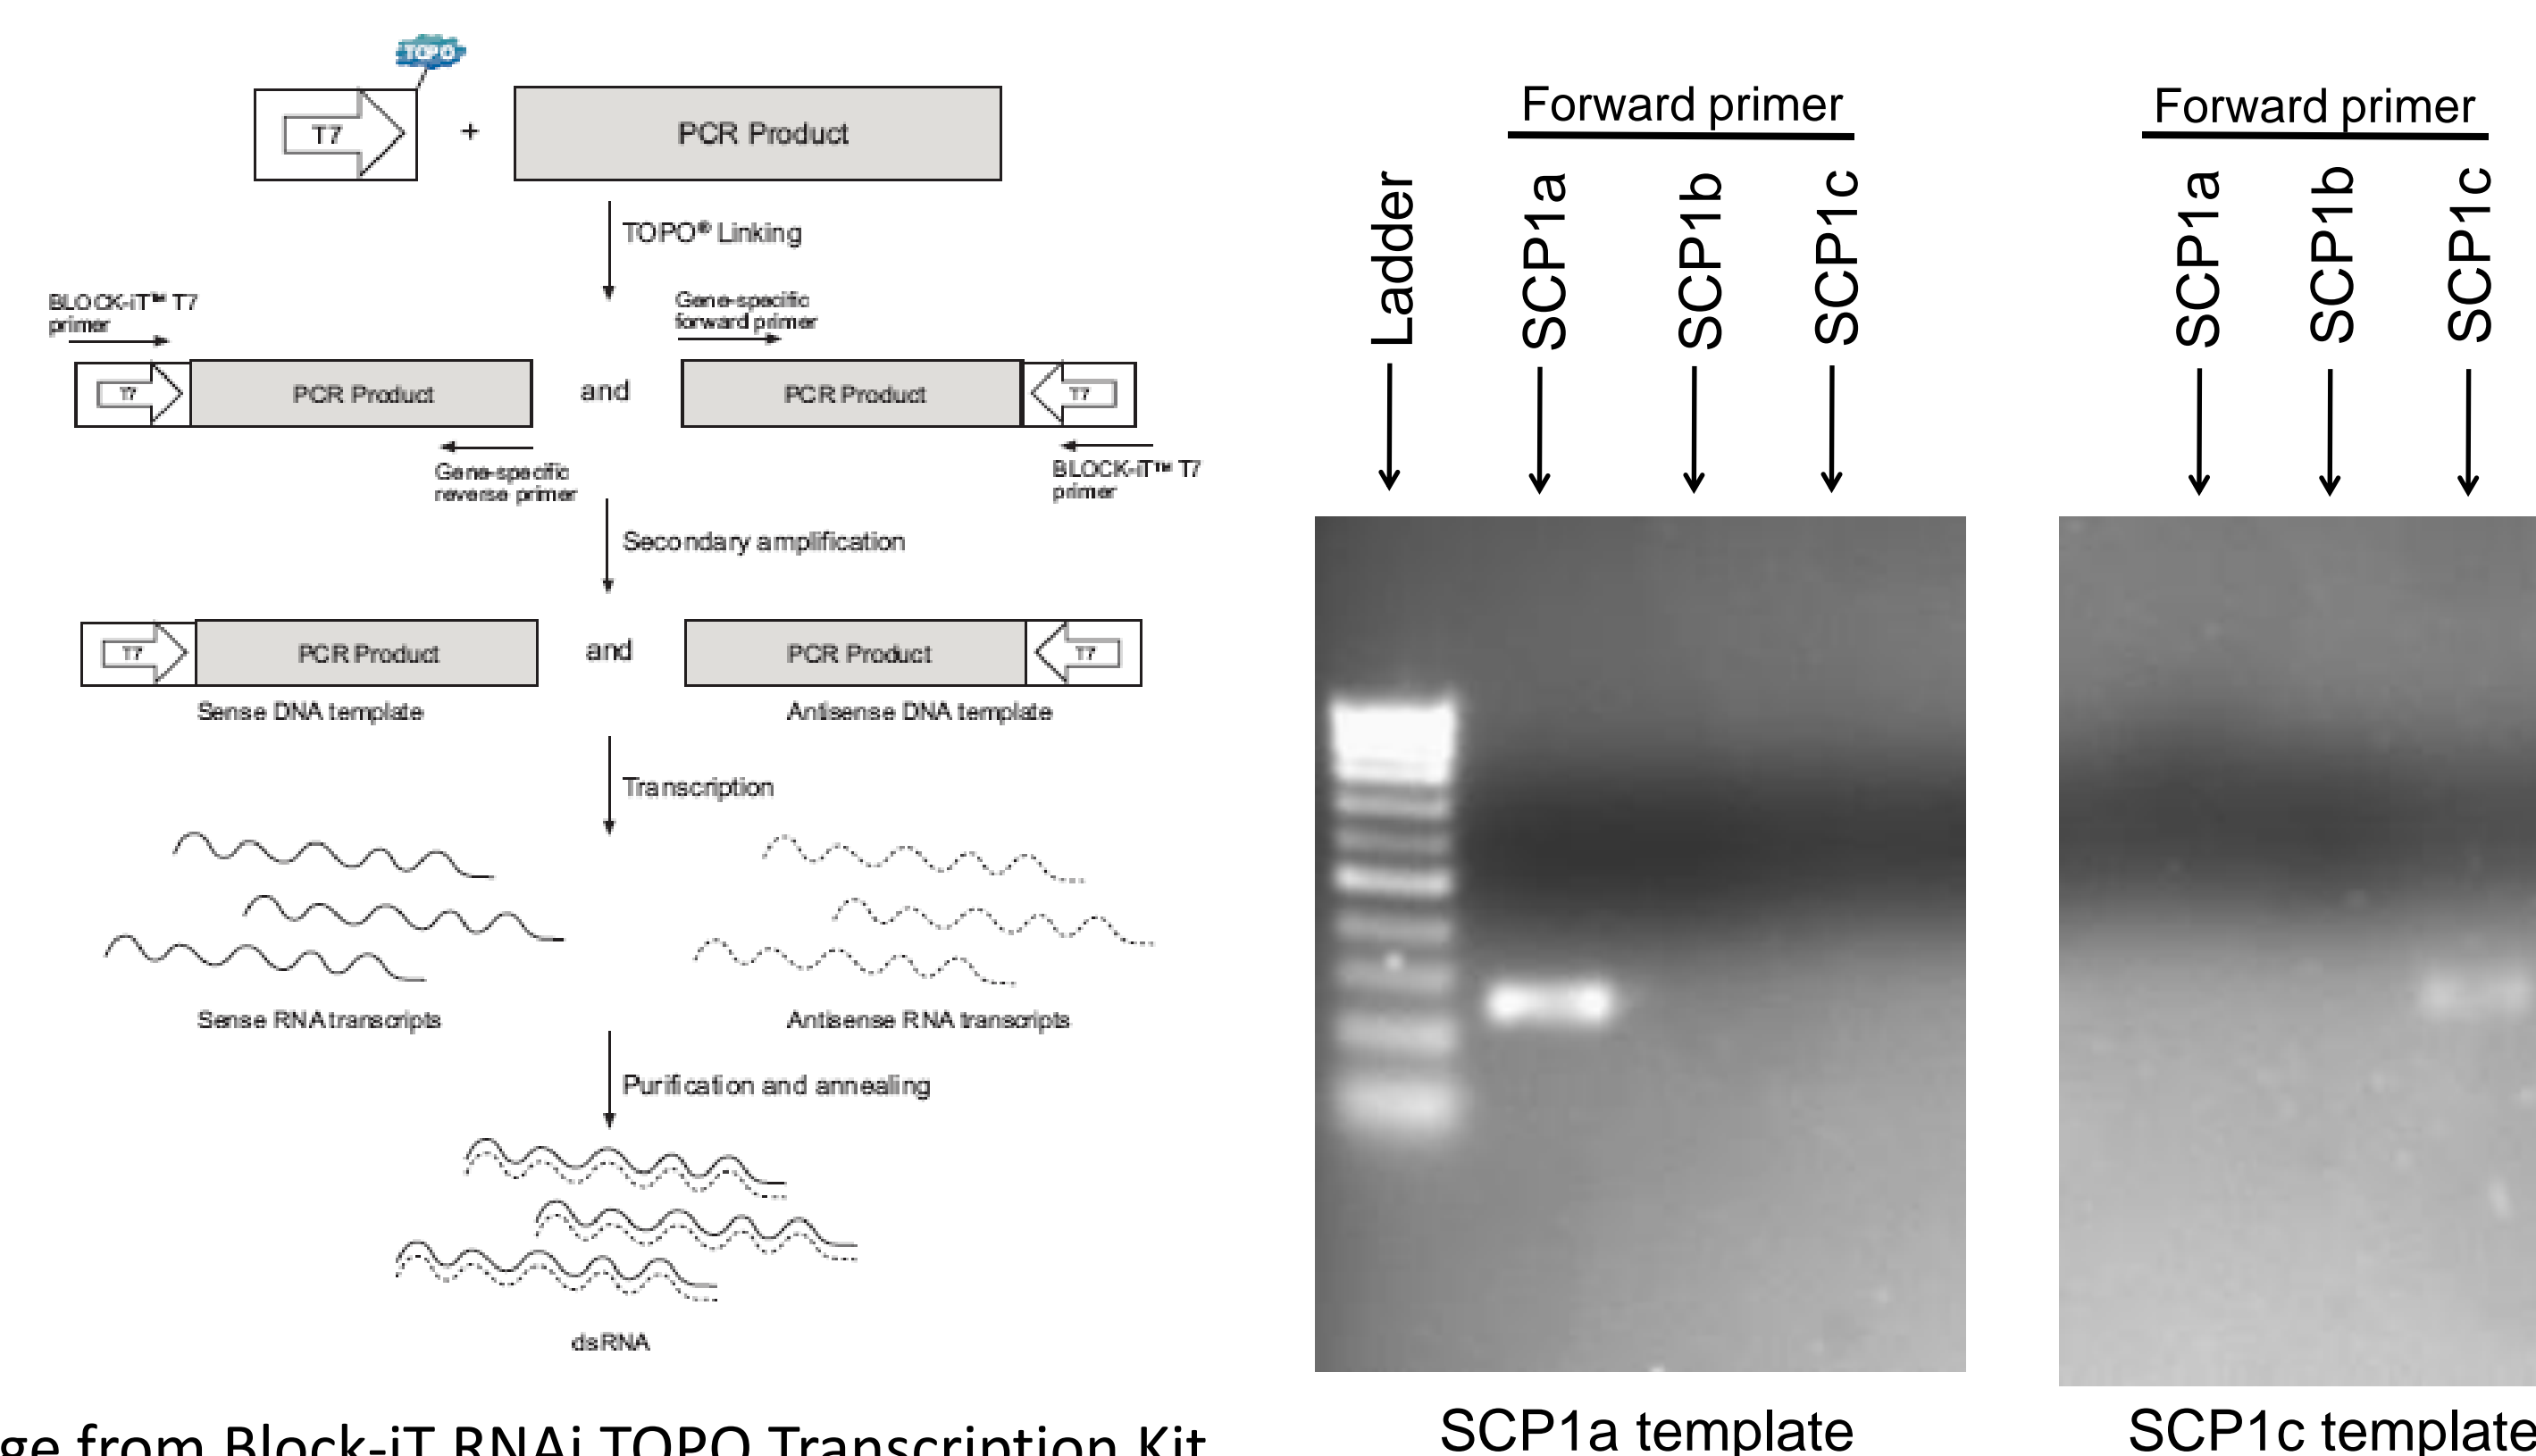 TOPO
T7
+
PCR Product
TOPO® Linking
BLOCK-iT™ T7
primer
Gene-specific
forward primer
T7
PCR Product
and
PCR Product
T7
Gene-specific
reverse primer
BLOCK-iT™ T7
primer
Secondary amplification
T7
PCR Product
and
PCR Product
T7
Sense DNA template
Antisense DNA template
Transcription
Sense RNA transcripts
Antisense RNA transcripts
Purification and annealing
dsRNA
ge from Block-iT RNAi TOPO Transcription Kit
Forward primer
Ladder
SCP1a
SCP1b
SCP1c
SCP1a template
Forward primer
SCP1a
SCP1b
SCP1c
SCP1c template